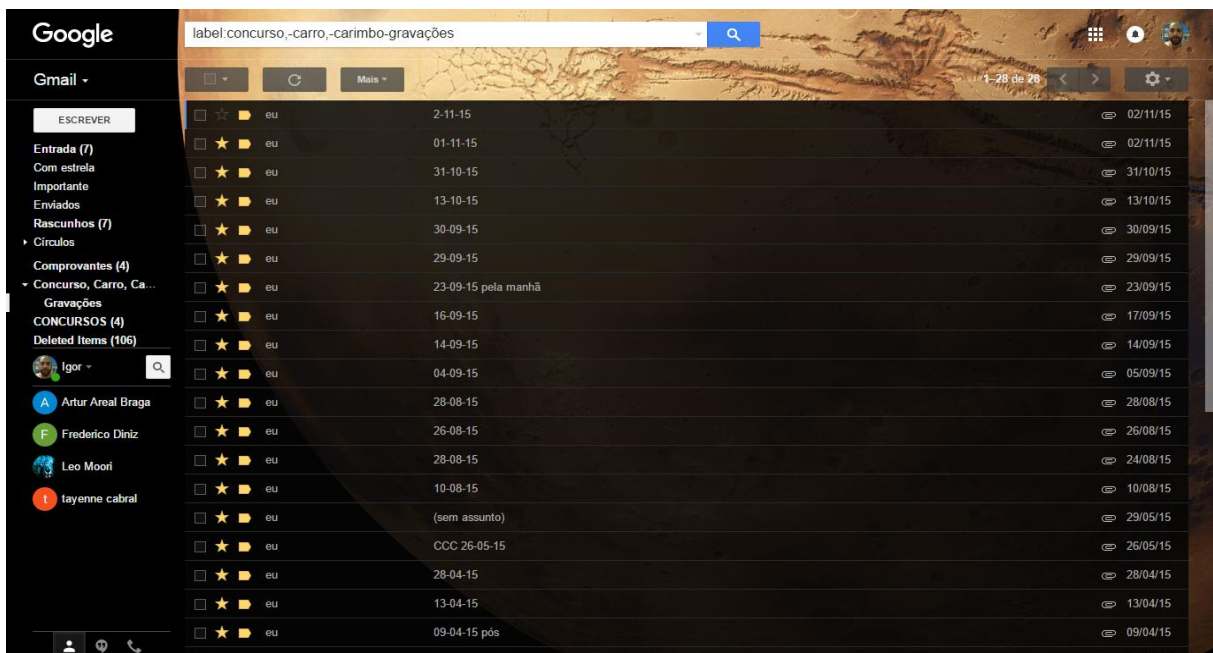 Google
label:concurso,-carro,-carimbo-gravações
Gmail
Mais
1–28 de 28
ESCREVER
Entrada (7)
Com estrela
Importante
Enviados
Rascunhos (7)
Círculos
Comprovantes (4)
Concurso, Carro, Ca...
Gravações
CONCURSOS (4)
Deleted Items (106)
Igor
A Artur Areal Braga
F Frederico Diniz
Leo Moori
t tayenne cabral
eu 2-11-15 02/11/15
eu 01-11-15 02/11/15
eu 31-10-15 31/10/15
eu 13-10-15 13/10/15
eu 30-09-15 30/09/15
eu 29-09-15 29/09/15
eu 23-09-15 pela manhã 23/09/15
eu 16-09-15 17/09/15
eu 14-09-15 14/09/15
eu 04-09-15 05/09/15
eu 28-08-15 28/08/15
eu 26-08-15 26/08/15
eu 28-08-15 24/08/15
eu 10-08-15 10/08/15
eu (sem assunto) 29/05/15
eu CCC 26-05-15 26/05/15
eu 28-04-15 28/04/15
eu 13-04-15 13/04/15
eu 09-04-15 pós 09/04/15